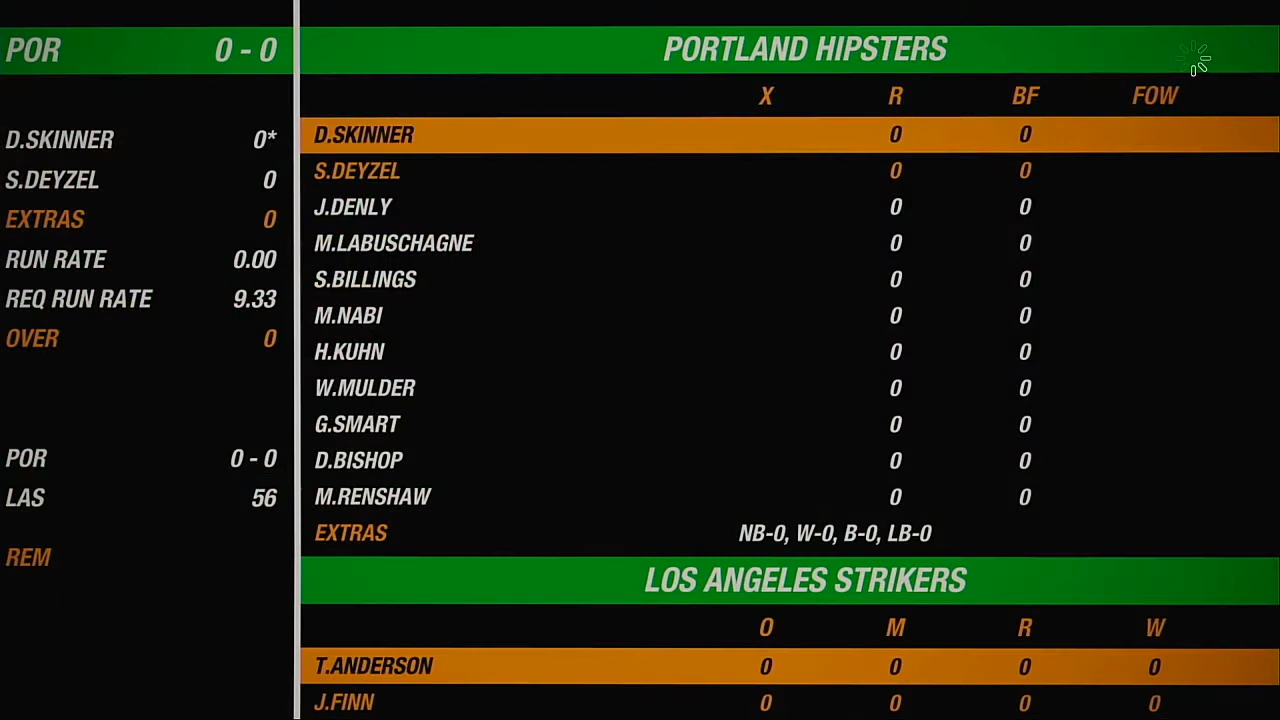 POR 0 - 0
D.SKINNER 0*
S.DEYZEL 0
EXTRAS 0
RUN RATE 0.00
REQ RUN RATE 9.33
OVER 0
POR 0 - 0
LAS 56
REM
PORTLAND HIPSTERS
X R BF FOW
D.SKINNER 0 0
S.DEYZEL 0 0
J.DENLY 0 0
M.LABUSCHAGNE 0 0
S.BILLINGS 0 0
M.NABI 0 0
H.KUHN 0 0
W.MULDER 0 0
G.SMART 0 0
D.BISHOP 0 0
M.RENSHAW 0 0
EXTRAS NB-0, W-0, B-0, LB-0
LOS ANGELES STRIKERS
O M R W
T.ANDERSON 0 0 0 0
J.FINN 0 0 0 0